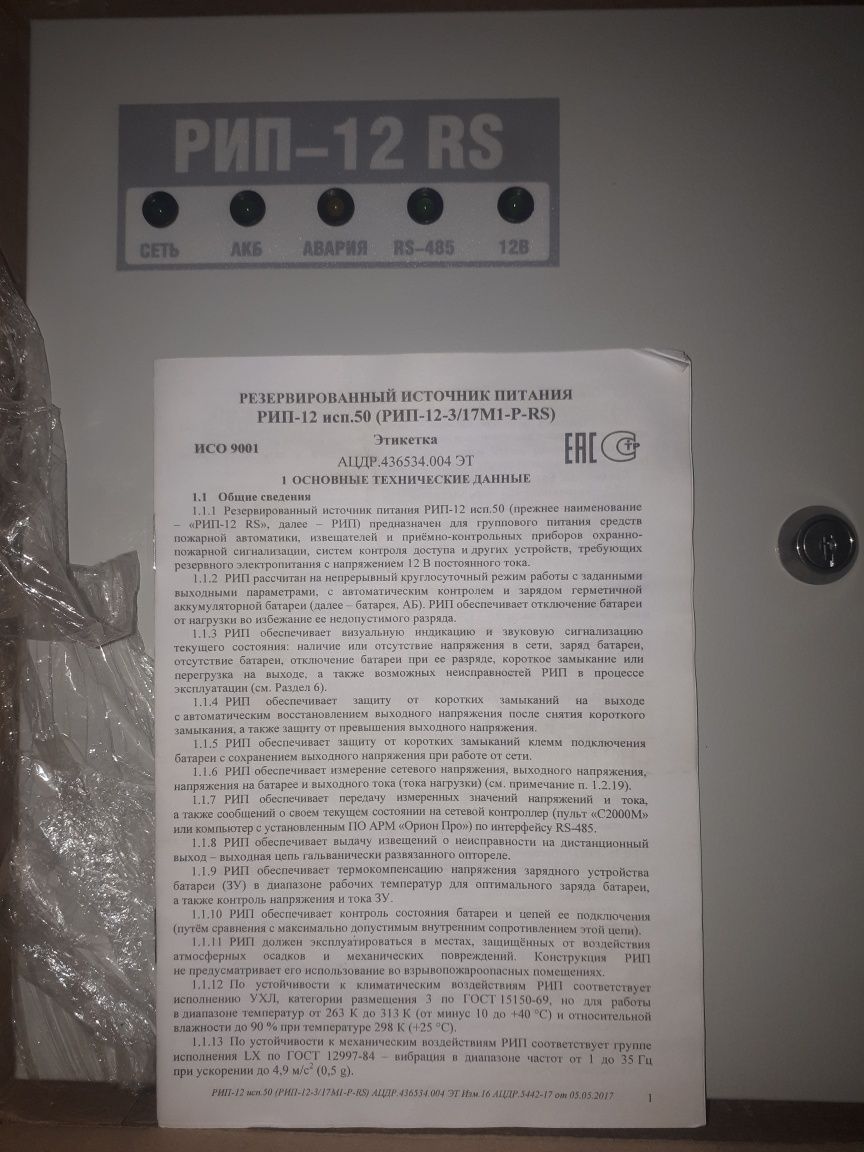 РИП-12 RS
СЕТЬ АКБ АВАРИЯ RS-485 12В
РЕЗЕРВИРОВАННЫЙ ИСТОЧНИК ПИТАНИЯ
РИП-12 исп.50 (РИП-12-3/17М1-Р-RS)
Этикетка
ИСО 9001
EAC
СТР
АЦДР.436534.004 ЭТ
1 ОСНОВНЫЕ ТЕХНИЧЕСКИЕ ДАННЫЕ
1.1 Общие сведения
1.1.1 Резервированный источник питания РИП-12 исп.50 (прежнее наименование
– «РИП-12 RS», далее – РИП) предназначен для группового питания средств
пожарной автоматики, извещателей и приёмно-контрольных приборов охранно-
пожарной сигнализации, систем контроля доступа и других устройств, требующих
резервного электропитания с напряжением 12 В постоянного тока.
1.1.2 РИП рассчитан на непрерывный круглосуточный режим работы с заданными
выходными параметрами, с автоматическим контролем и зарядом герметичной
аккумуляторной батареи (далее – батарея, АБ). РИП обеспечивает отключение батареи
от нагрузки во избежание ее недопустимого разряда.
1.1.3 РИП обеспечивает визуальную индикацию и звуковую сигнализацию
текущего состояния: наличие или отсутствие напряжения в сети, заряд батареи,
отсутствие батареи, отключение батареи при ее разряде, короткое замыкание или
перегрузка на выходе, а также возможных неисправностей РИП в процессе
эксплуатации (см. Раздел 6).
1.1.4 РИП обеспечивает защиту от коротких замыканий на выходе
с автоматическим восстановлением выходного напряжения после снятия короткого
замыкания, а также защиту от превышения выходного напряжения.
1.1.5 РИП обеспечивает защиту от коротких замыканий клемм подключения
батареи с сохранением выходного напряжения при работе от сети.
1.1.6 РИП обеспечивает измерение сетевого напряжения, выходного напряжения,
напряжения на батарее и выходного тока (тока нагрузки) (см. примечание п. 1.2.19).
1.1.7 РИП обеспечивает передачу измеренных значений напряжений и тока,
а также сообщений о своем текущем состоянии на сетевой контроллер (пульт «С2000М»
или компьютер с установленным ПО АРМ «Орион Про») по интерфейсу RS-485.
1.1.8 РИП обеспечивает выдачу извещений о неисправности на дистанционный
выход – выходная цепь гальванически развязанного оптореле.
1.1.9 РИП обеспечивает термокомпенсацию напряжения зарядного устройства
батареи (ЗУ) в диапазоне рабочих температур для оптимального заряда батареи,
а также контроль напряжения и тока ЗУ.
1.1.10 РИП обеспечивает контроль состояния батареи и цепей ее подключения
(путём сравнения с максимально допустимым внутренним сопротивлением этой цепи).
1.1.11 РИП должен эксплуатироваться в местах, защищённых от воздействия
атмосферных осадков и механических повреждений. Конструкция РИП
не предусматривает его использование во взрывопожароопасных помещениях.
1.1.12 По устойчивости к климатическим воздействиям РИП соответствует
исполнению УХЛ, категории размещения 3 по ГОСТ 15150-69, но для работы
в диапазоне температур от 263 К до 313 К (от минус 10 до +40 °С) и относительной
влажности до 90 % при температуре 298 К (+25 °С).
1.1.13 По устойчивости к механическим воздействиям РИП соответствует группе
исполнения LX по ГОСТ 12997-84 – вибрация в диапазоне частот от 1 до 35 Гц
при ускорении до 4,9 м/с² (0,5 g).
РИП-12 исп.50 (РИП-12-3/17М1-Р-RS) АЦДР.436534.004 ЭТ Изм.16 АЦДР.5442-17 от 05.05.2017 1